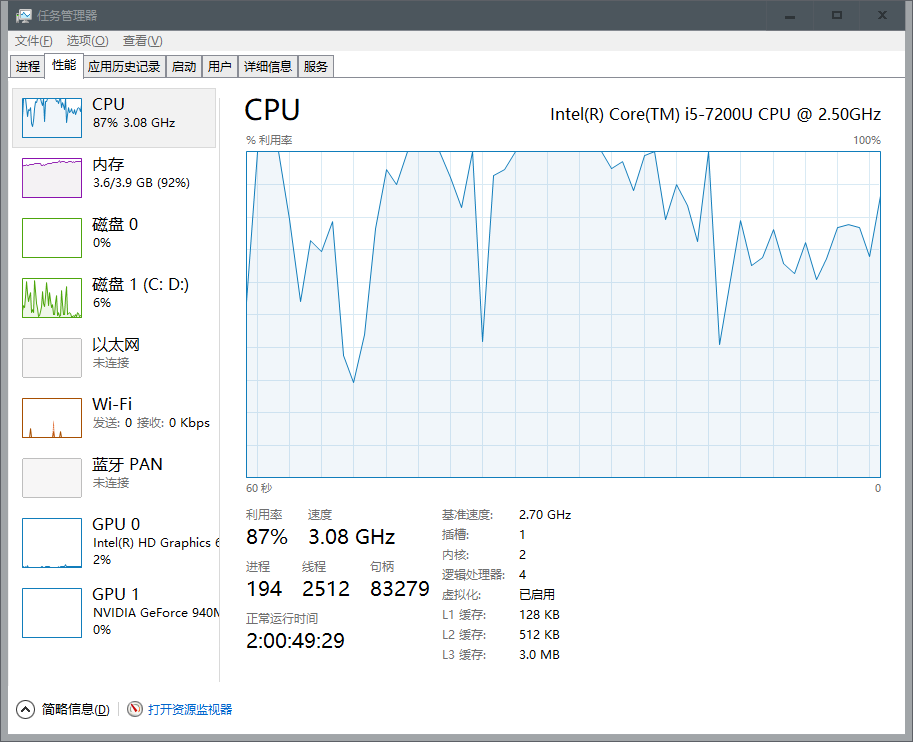 任务管理器
文件(F) 选项(O) 查看(V)
进程 性能 应用历史记录 启动 用户 详细信息 服务
CPU
87% 3.08 GHz
内存
3.6/3.9 GB (92%)
磁盘 0
0%
磁盘 1 (C: D:)
6%
以太网
未连接
Wi-Fi
发送: 0 接收: 0 Kbps
蓝牙 PAN
未连接
GPU 0
Intel(R) HD Graphics 6
2%
GPU 1
NVIDIA GeForce 940M
0%
CPU
Intel(R) Core(TM) i5-7200U CPU @ 2.50GHz
% 利用率 100%
60 秒 0
利用率 速度
87% 3.08 GHz
进程 线程 句柄
194 2512 83279
正常运行时间
2:00:49:29
基准速度: 2.70 GHz
插槽: 1
内核: 2
逻辑处理器: 4
虚拟化: 已启用
L1 缓存: 128 KB
L2 缓存: 512 KB
L3 缓存: 3.0 MB
简略信息(D) 打开资源监视器